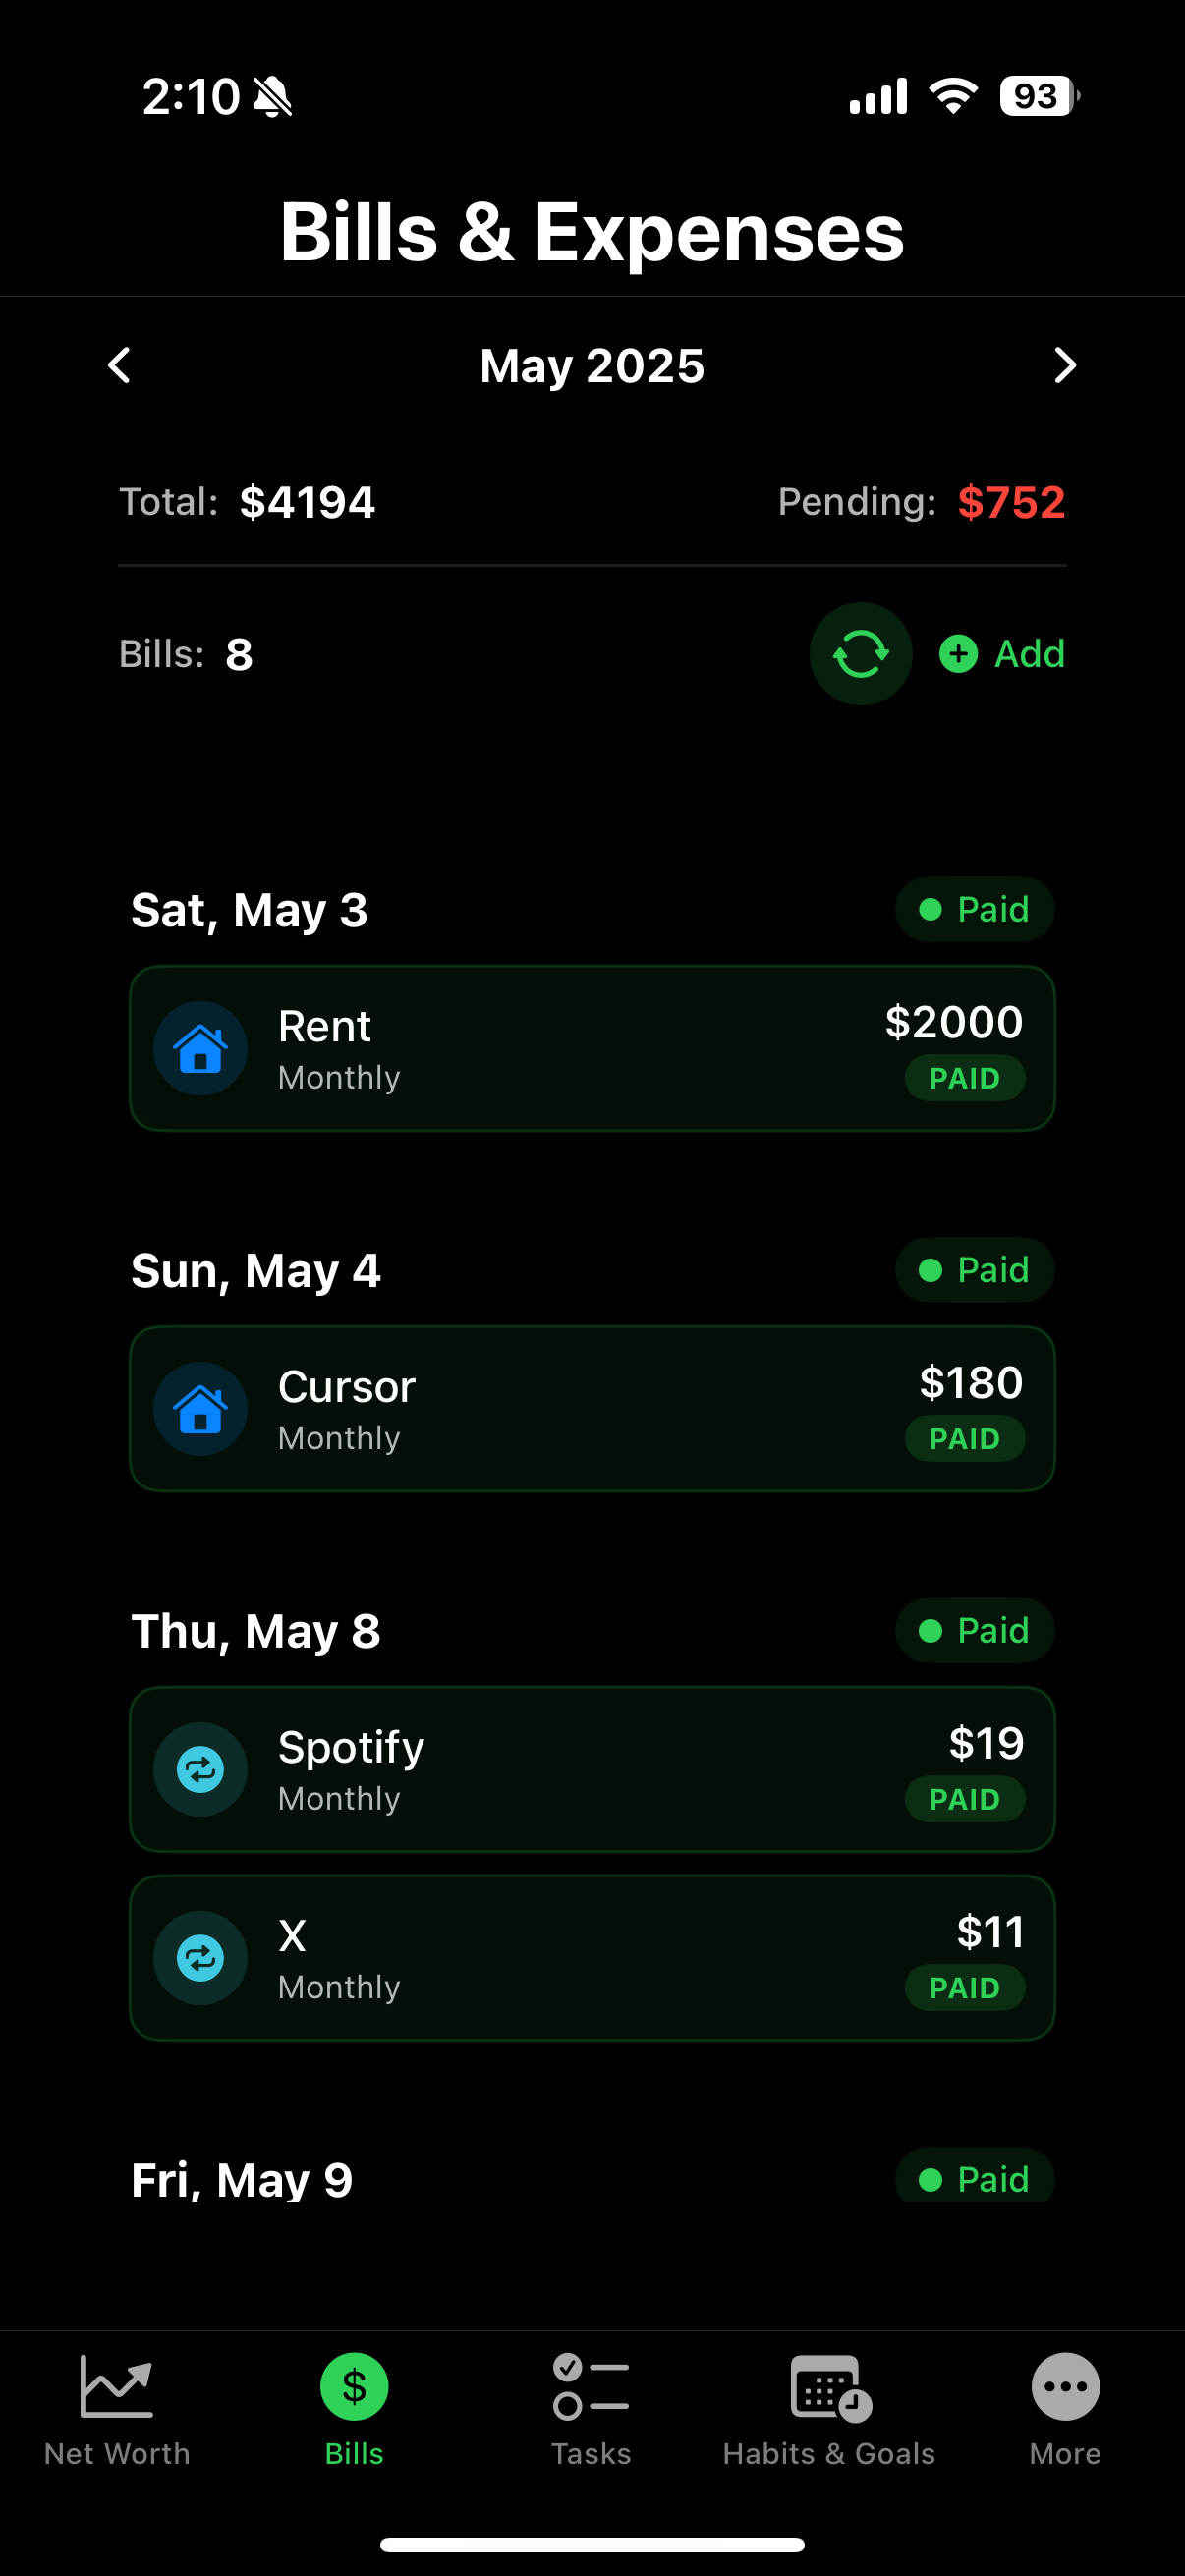 2:10 93
Bills & Expenses
May 2025
Total: $4194 Pending: $752
Bills: 8 Add
Sat, May 3 Paid
Rent $2000
Monthly PAID
Sun, May 4 Paid
Cursor $180
Monthly PAID
Thu, May 8 Paid
Spotify $19
Monthly PAID
X $11
Monthly PAID
Fri, May 9 Paid
$
Net Worth Bills Tasks Habits & Goals More